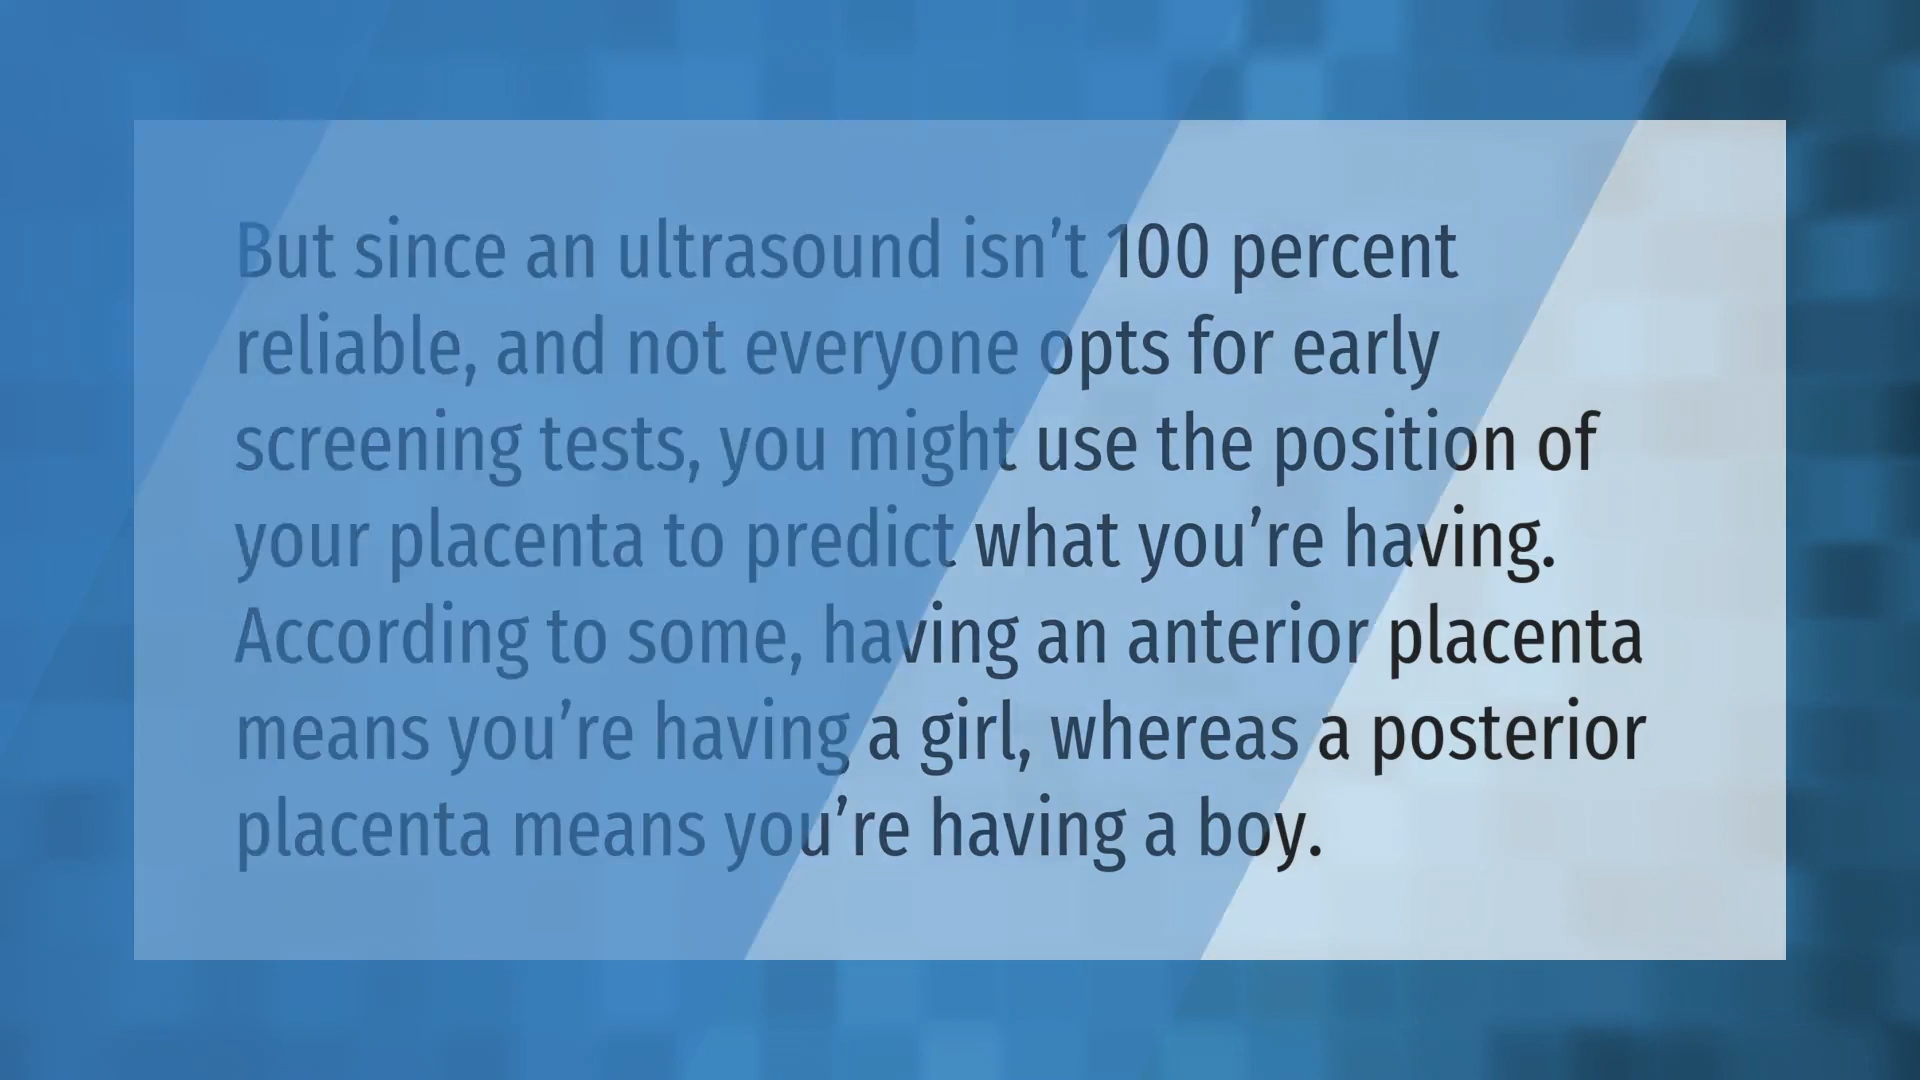 But since an ultrasound isn’t 100 percent
reliable, and not everyone opts for early
screening tests, you might use the position of
your placenta to predict what you’re having.
According to some, having an anterior placenta
means you’re having a girl, whereas a posterior
placenta means you’re having a boy.